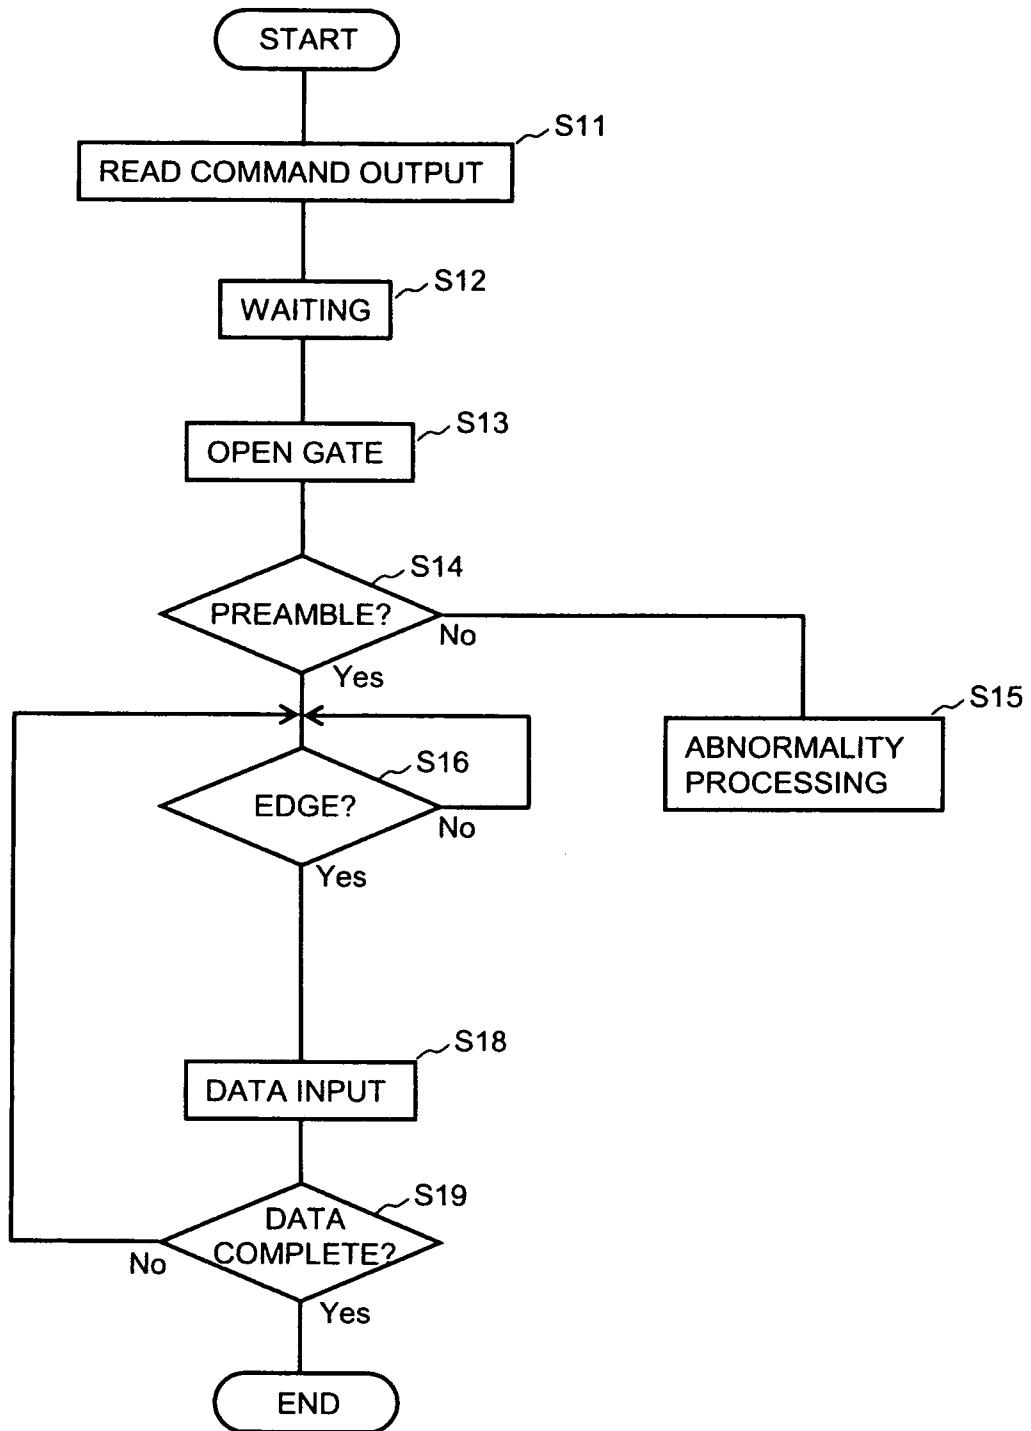 START
S11
READ COMMAND OUTPUT
S12
WAITING
S13
OPEN GATE
S14
PREAMBLE?
No
Yes
S15
ABNORMALITY
PROCESSING
S16
EDGE?
No
Yes
S18
DATA INPUT
S19
DATA
COMPLETE?
No
Yes
END